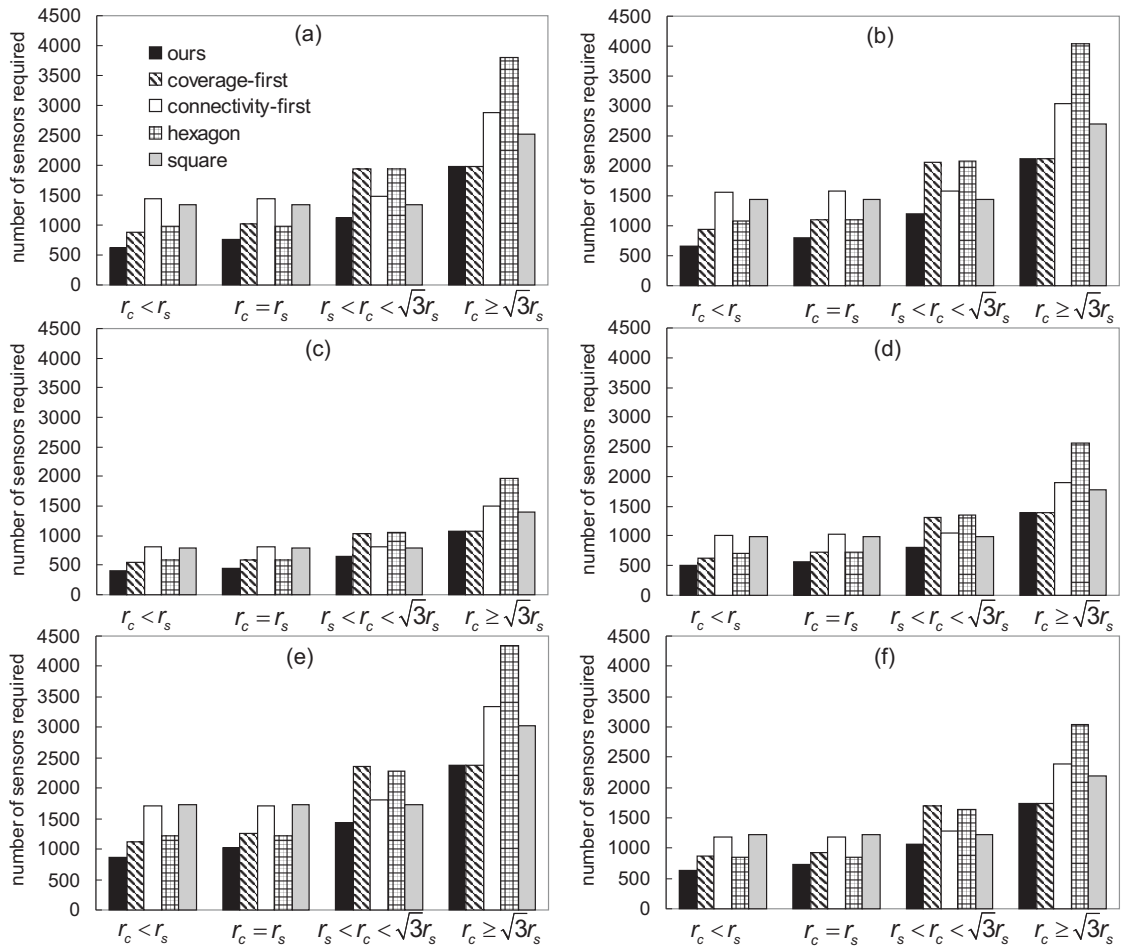 (a)
number of sensors required
4500
4000
3500
3000
2500
2000
1500
1000
500
0
ours
coverage-first
connectivity-first
hexagon
square
r_c < r_s
r_c = r_s
r_s < r_c < √3r_s
r_c ≥ √3r_s
(b)
number of sensors required
4500
4000
3500
3000
2500
2000
1500
1000
500
0
r_c < r_s
r_c = r_s
r_s < r_c < √3r_s
r_c ≥ √3r_s
(c)
number of sensors required
4500
4000
3500
3000
2500
2000
1500
1000
500
0
r_c < r_s
r_c = r_s
r_s < r_c < √3r_s
r_c ≥ √3r_s
(d)
number of sensors required
4500
4000
3500
3000
2500
2000
1500
1000
500
0
r_c < r_s
r_c = r_s
r_s < r_c < √3r_s
r_c ≥ √3r_s
(e)
number of sensors required
4500
4000
3500
3000
2500
2000
1500
1000
500
0
r_c < r_s
r_c = r_s
r_s < r_c < √3r_s
r_c ≥ √3r_s
(f)
number of sensors required
4500
4000
3500
3000
2500
2000
1500
1000
500
0
r_c < r_s
r_c = r_s
r_s < r_c < √3r_s
r_c ≥ √3r_s